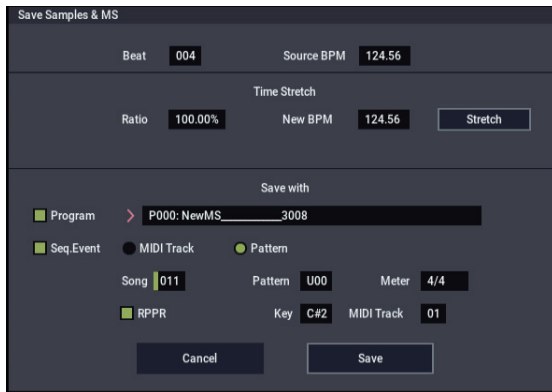 Save Samples & MS
Beat 004 Source BPM 124.56
Time Stretch
Ratio 100.00% New BPM 124.56 Stretch
Save with
Program P000: NewMS__________3008
Seq.Event MIDI Track Pattern
Song 011 Pattern U00 Meter 4/4
RPPR Key C#2 MIDI Track 01
Cancel Save